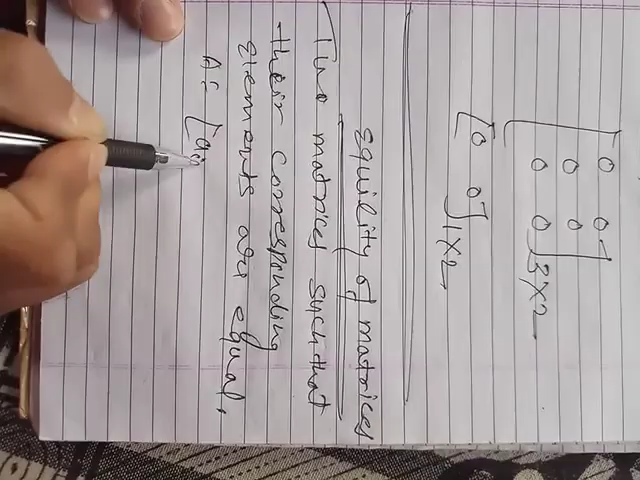 [0 0
0 0
0 0]3×2
[0 0]1×2
equility of matrices
Two matrices such that
their corresponding
elements are equal.
A = [a